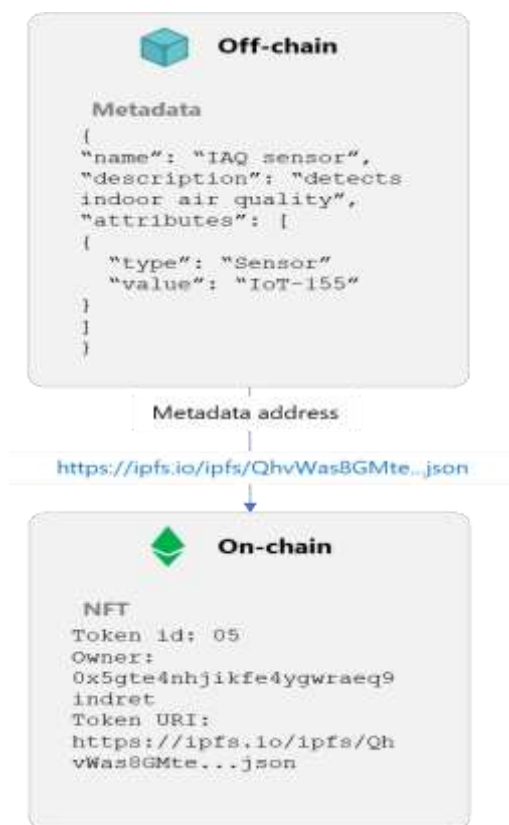 Off-chain
Metadata
{
"name": "IAQ sensor",
"description": "detects
indoor air quality",
"attributes": [
{
"type": "Sensor"
"value": "IoT-155"
}
]
}
Metadata address
https://ipfs.io/ipfs/QhvWas8GMte...json
On-chain
NFT
Token id: 05
Owner:
0x5gte4nhjikfe4ygwraeq9
indret
Token URI:
https://ipfs.io/ipfs/Qh
vWas8GMte...json